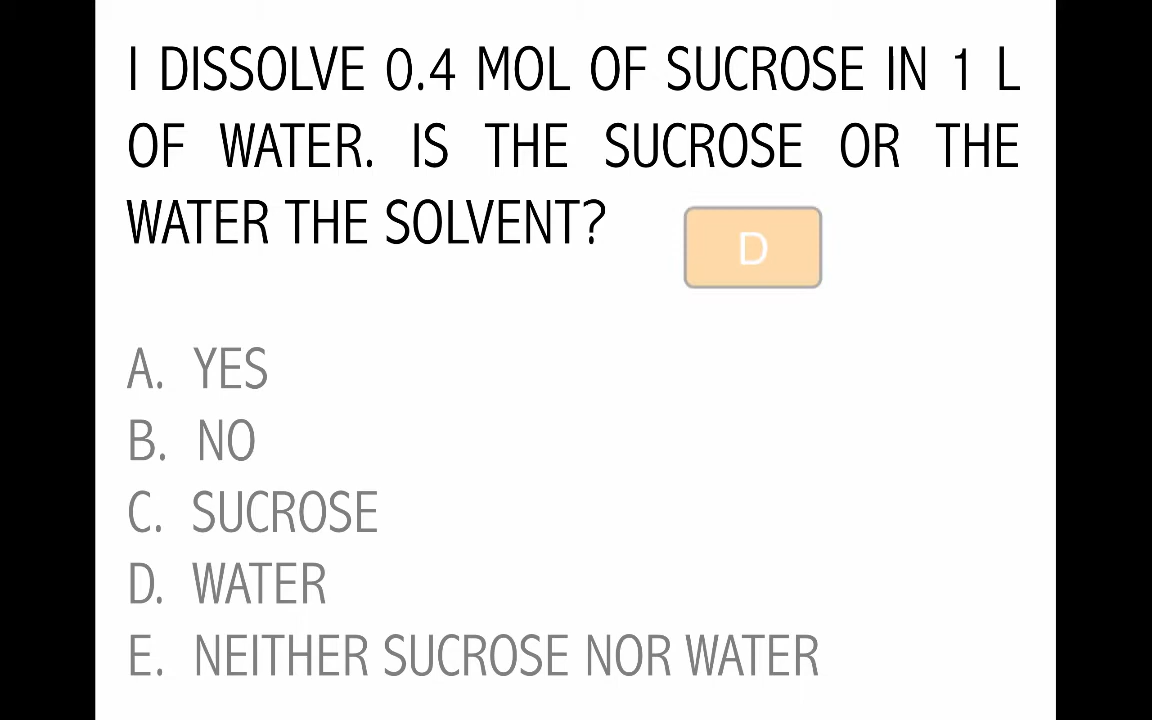 I DISSOLVE 0.4 MOL OF SUCROSE IN 1 L
OF WATER. IS THE SUCROSE OR THE
WATER THE SOLVENT?
D
A. YES
B. NO
C. SUCROSE
D. WATER
E. NEITHER SUCROSE NOR WATER